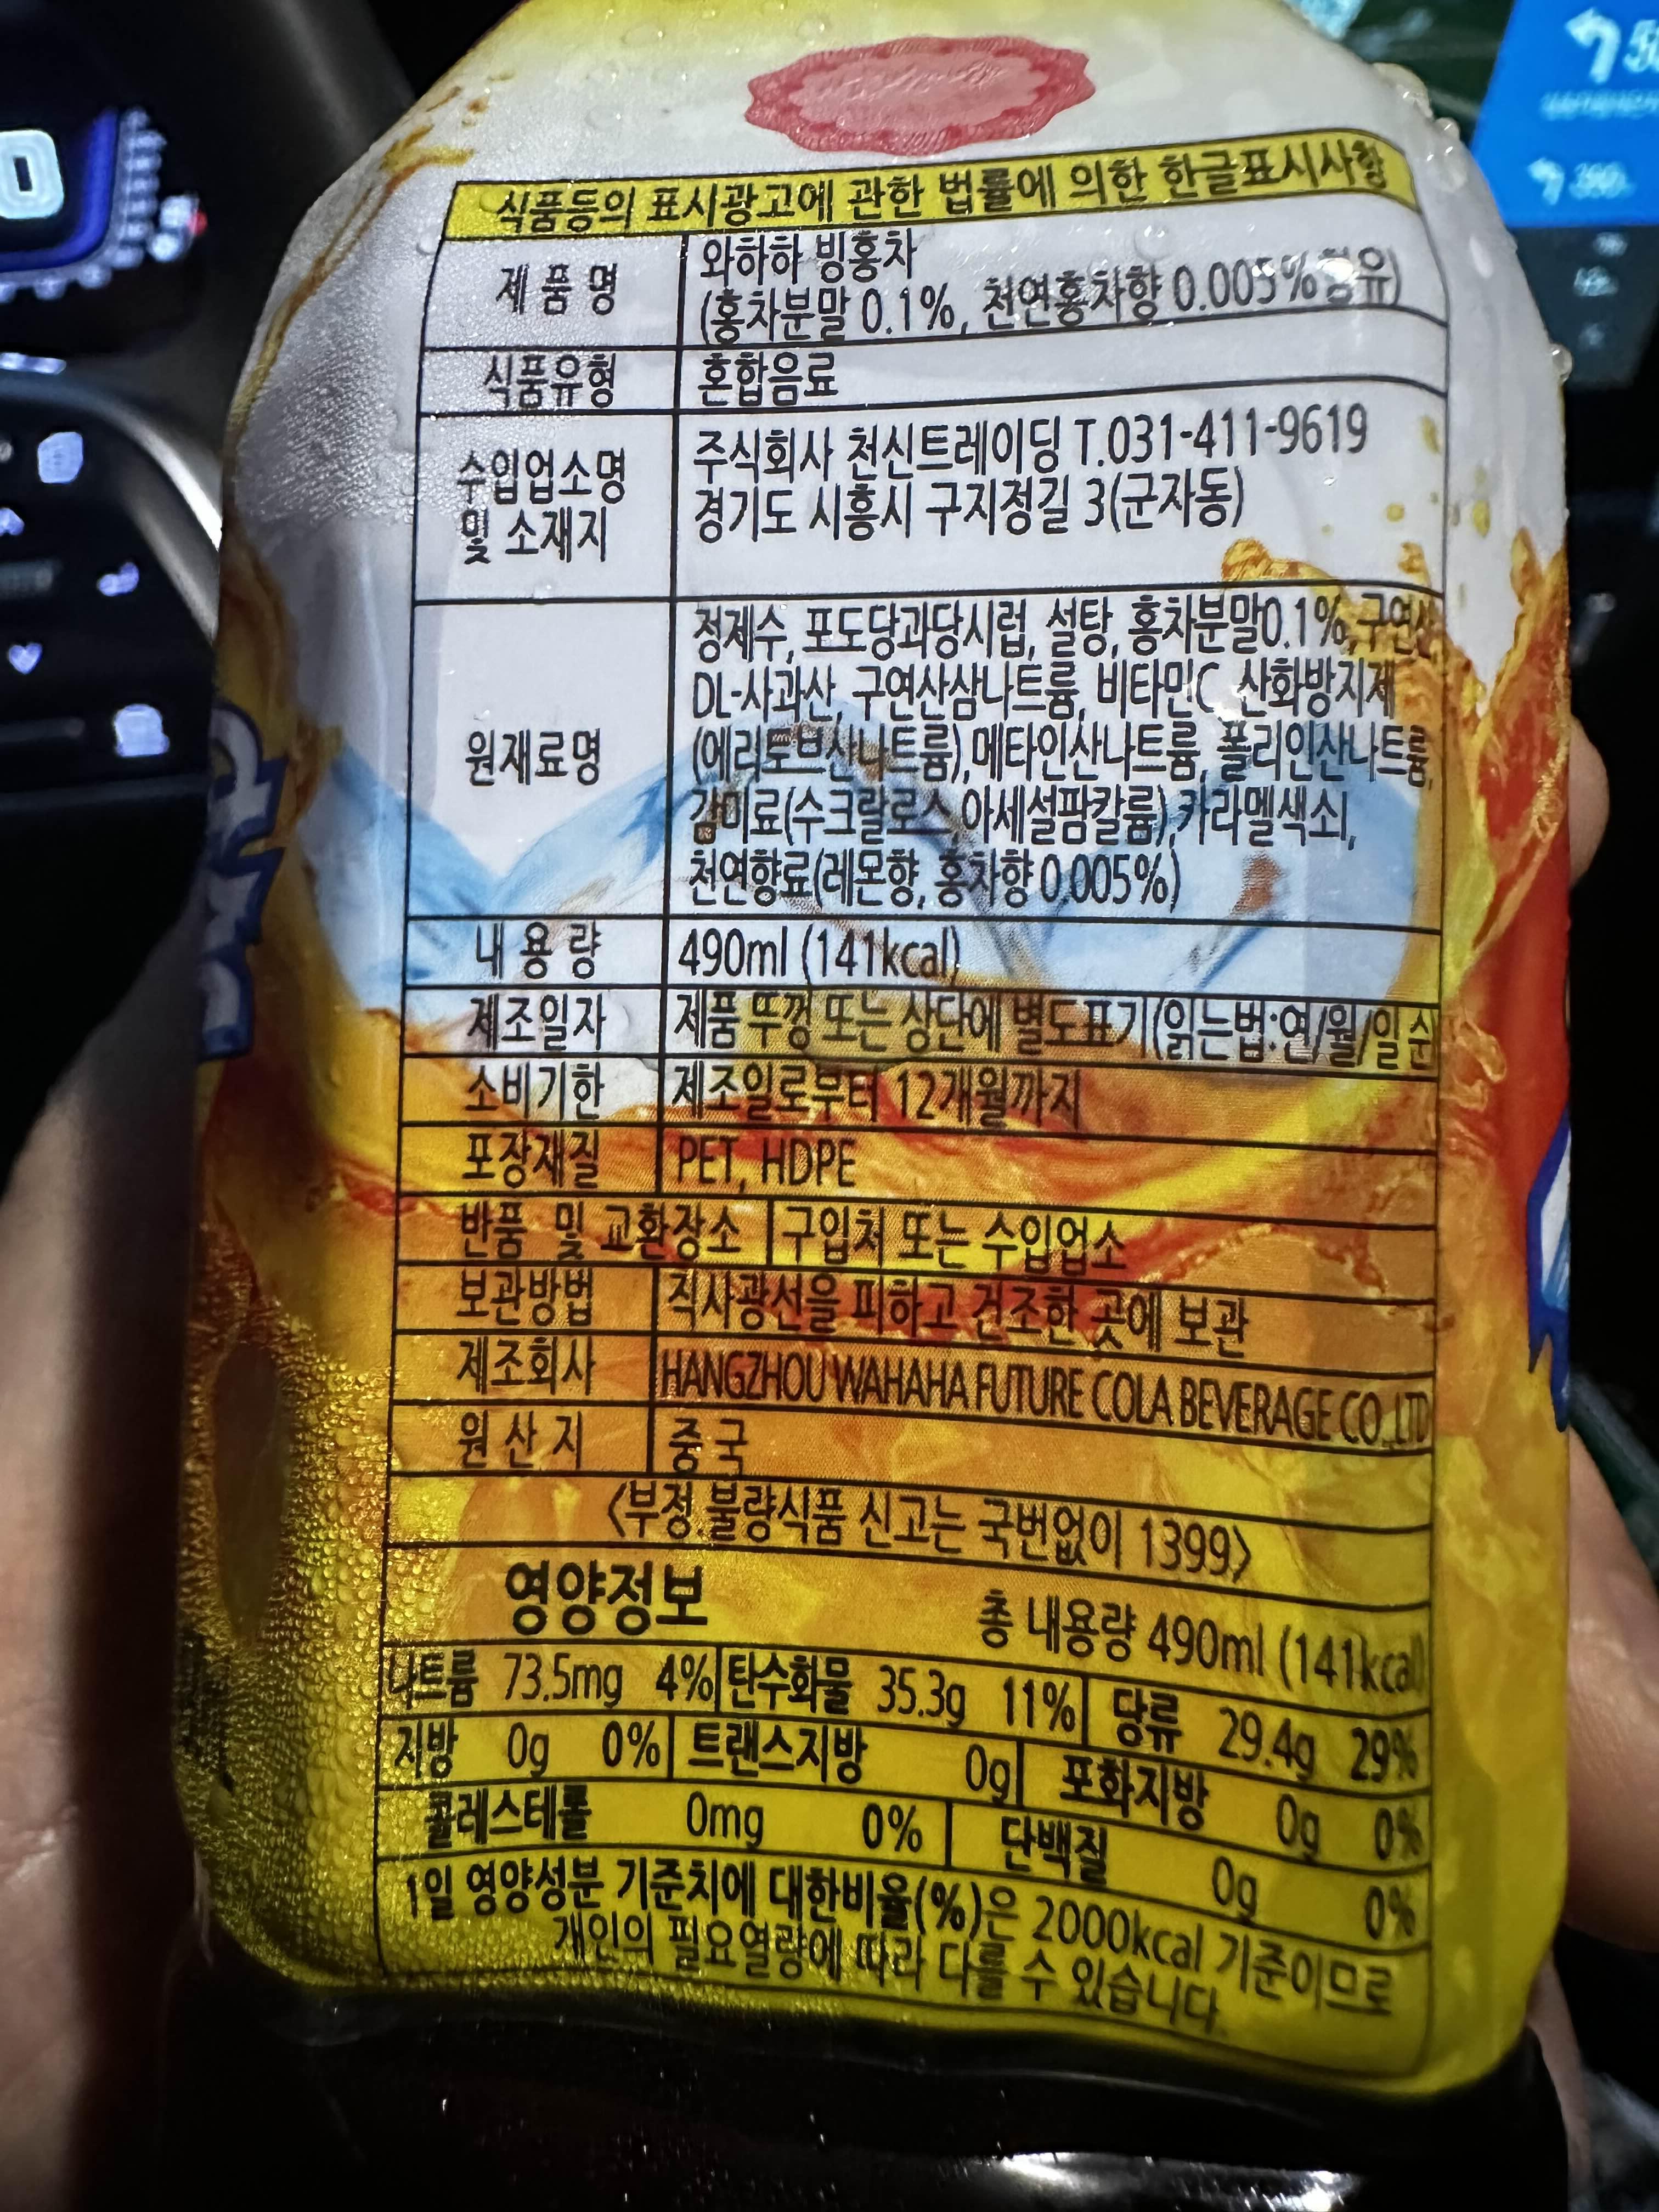 식품등의 표시광고에 관한 법률에 의한 한글표시사항
제 품 명
와하하 빙홍차
(홍차분말 0.1%, 천연홍차향 0.005%함유)
식품유형
혼합음료
수입업소명
및 소재지
주식회사 천신트레이딩 T.031-411-9619
경기도 시흥시 구지정길 3(군자동)
원재료명
정제수, 포도당과당시럽, 설탕, 홍차분말0.1%,구연산
DL-사과산, 구연산삼나트륨, 비타민C, 산화방지제
(에리토브산나트륨),메타인산나트륨, 폴리인산나트륨,
감미료(수크랄로스,아세설팜칼륨),카라멜색소I,
천연향료(레몬향, 홍차향 0.005%)
내 용 량
490ml (141kcal)
제조일자
제품 뚜껑 또는 상단에 별도표기(읽는법:연/월/일순
소비기한
제조일로부터 12개월까지
포장재질
PET, HDPE
반품 및 교환장소
구입처 또는 수입업소
보관방법
직사광선을 피하고 건조한 곳에 보관
제조회사
HANGZHOU WAHAHA FUTURE COLA BEVERAGE CO.,LTD
원 산 지
중 국
<부정.불량식품 신고는 국번없이 1399>
영양정보
총 내용량 490ml (141kcal)
나트륨 73.5mg 4% 탄수화물 35.3g 11% 당류 29.4g 29%
지방 0g 0% 트랜스지방 0g 포화지방 0g 0%
콜레스테롤 0mg 0% 단백질 0g 0%
1일 영양성분 기준치에 대한비율(%)은 2000kcal 기준이므로
개인의 필요열량에 따라 다를 수 있습니다.